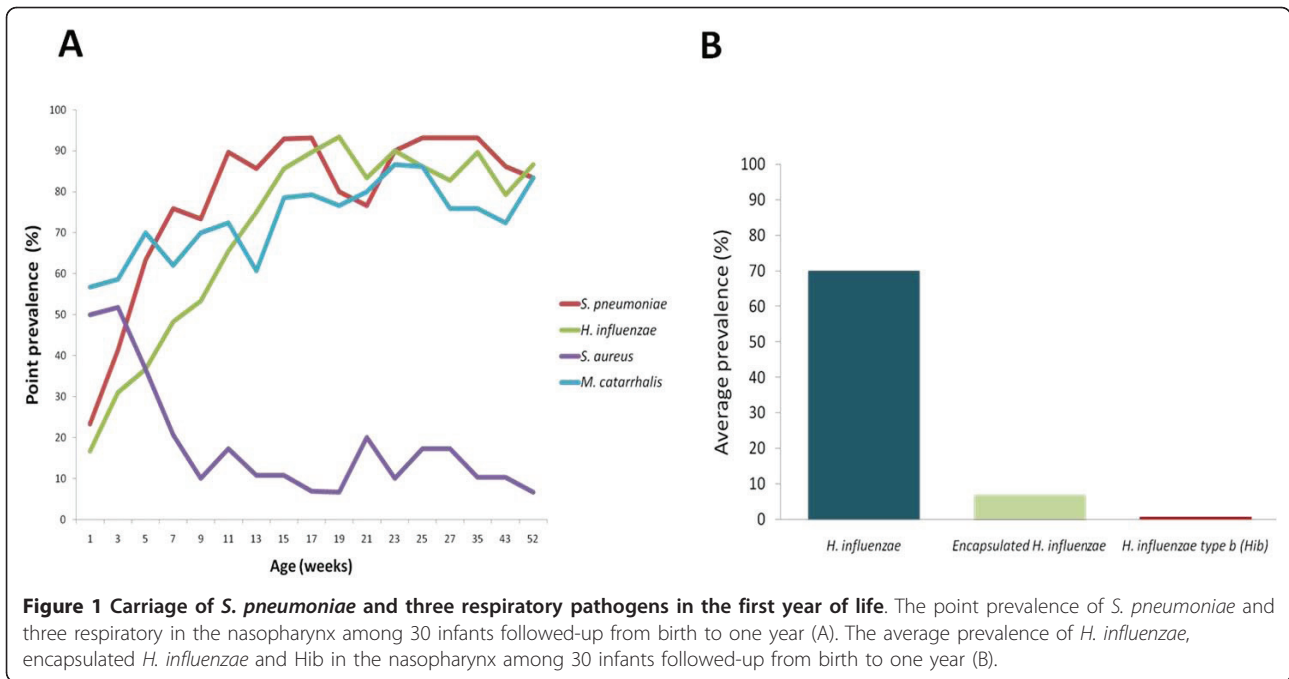 A
100
90
80
70
60
50
40
30
20
10
0
Point prevalence (%)
1 3 5 7 9 11 13 15 17 19 21 23 25 27 35 43 52
Age (weeks)
S. pneumoniae
H. influenzae
S. aureus
M. catarrhalis
B
100
90
80
70
60
50
40
30
20
10
0
Average prevalence (%)
H. influenzae Encapsulated H. influenzae H. influenzae type b (Hib)
Figure 1 Carriage of S. pneumoniae and three respiratory pathogens in the first year of life. The point prevalence of S. pneumoniae and
three respiratory in the nasopharynx among 30 infants followed-up from birth to one year (A). The average prevalence of H. influenzae,
encapsulated H. influenzae and Hib in the nasopharynx among 30 infants followed-up from birth to one year (B).